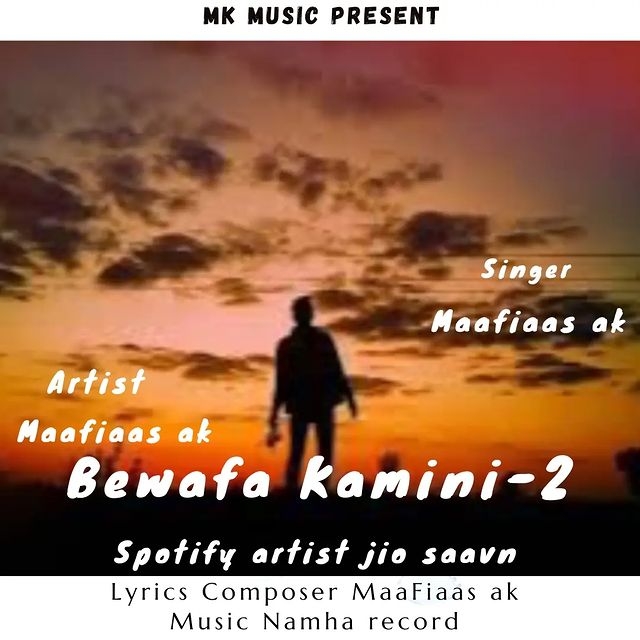 MK MUSIC PRESENT
Singer
Maafiaas ak
Artist
Maafiaas ak
Bewafa Kamini-2
Spotify artist jio saavn
Lyrics Composer MaaFiaas ak
Music Namha record